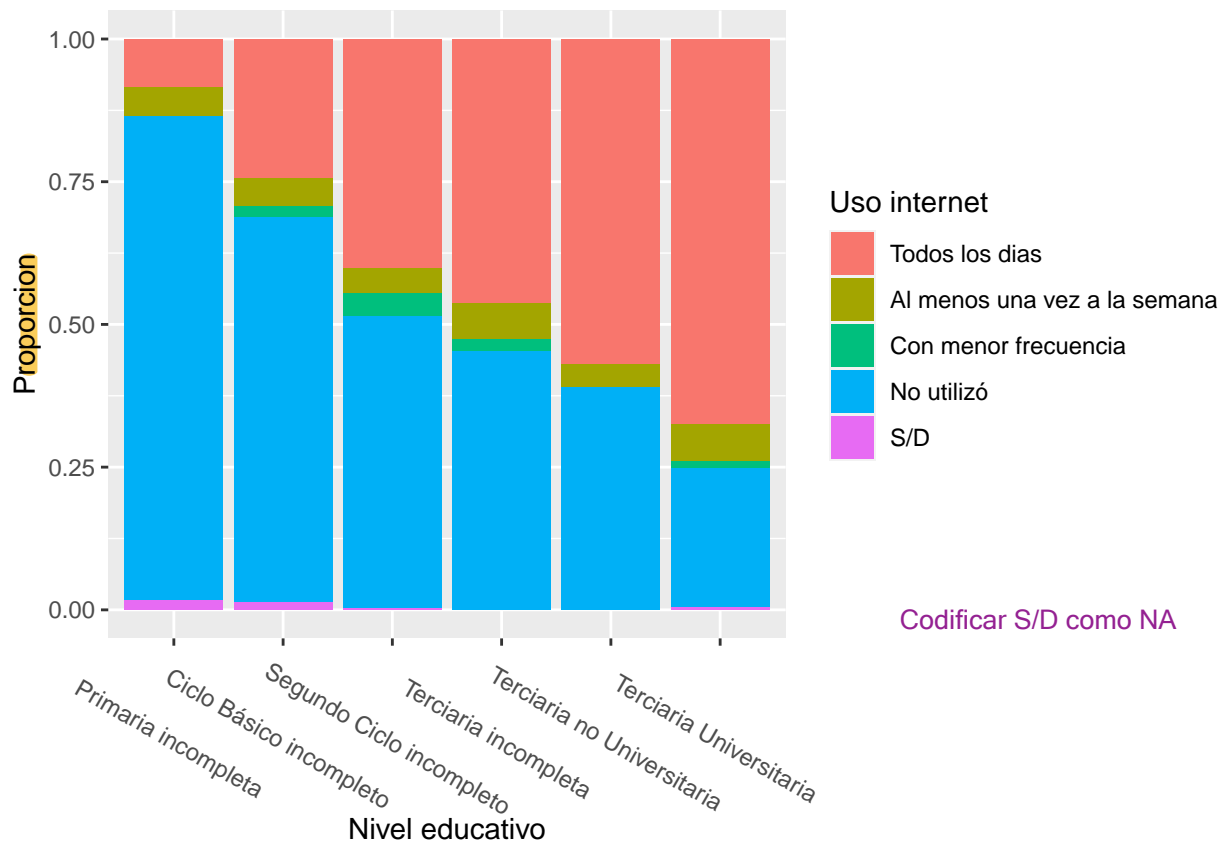 1.00
0.75
0.50
0.25
0.00
Proporcion
Primaria incompleta
Ciclo Básico incompleto
Segundo Ciclo incompleto
Terciaria incompleta
Terciaria no Universitaria
Terciaria Universitaria
Nivel educativo
Uso internet
Todos los dias
Al menos una vez a la semana
Con menor frecuencia
No utilizó
S/D
Codificar S/D como NA